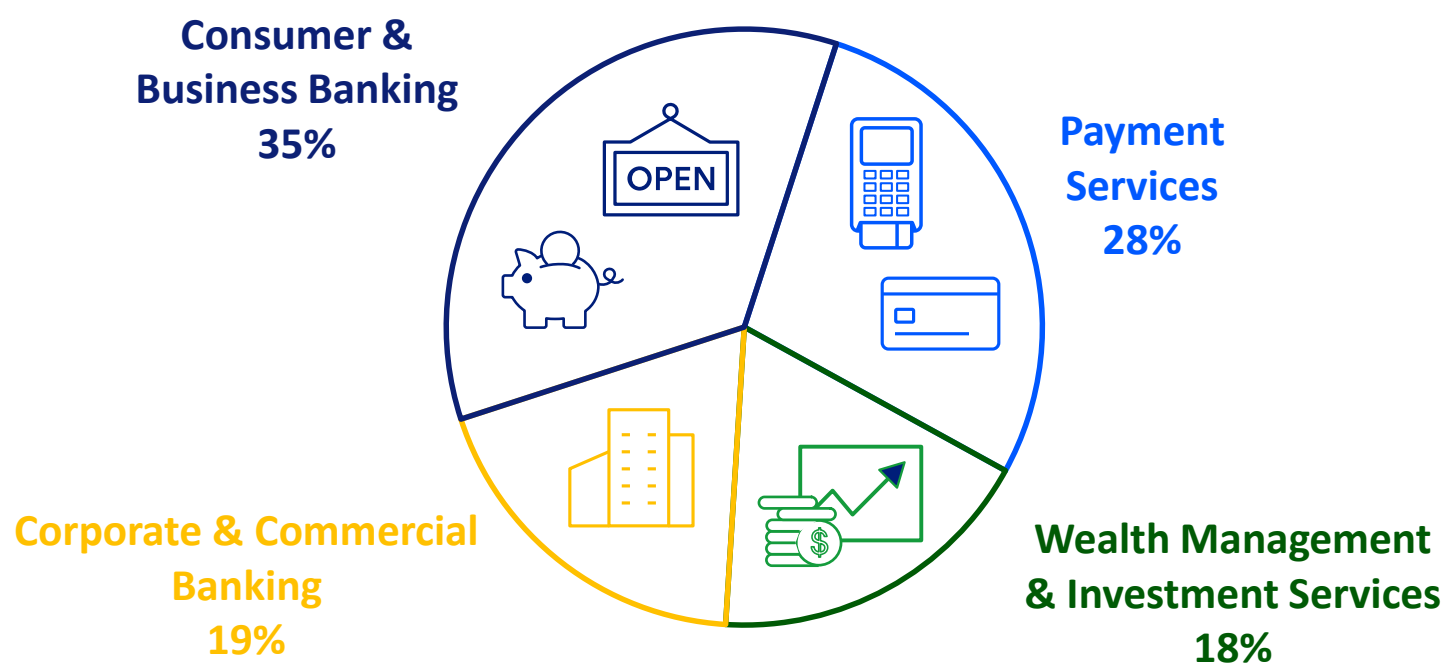 Consumer &
Business Banking
35%
OPEN
Payment
Services
28%
Corporate & Commercial
Banking
19%
$
Wealth Management
& Investment Services
18%